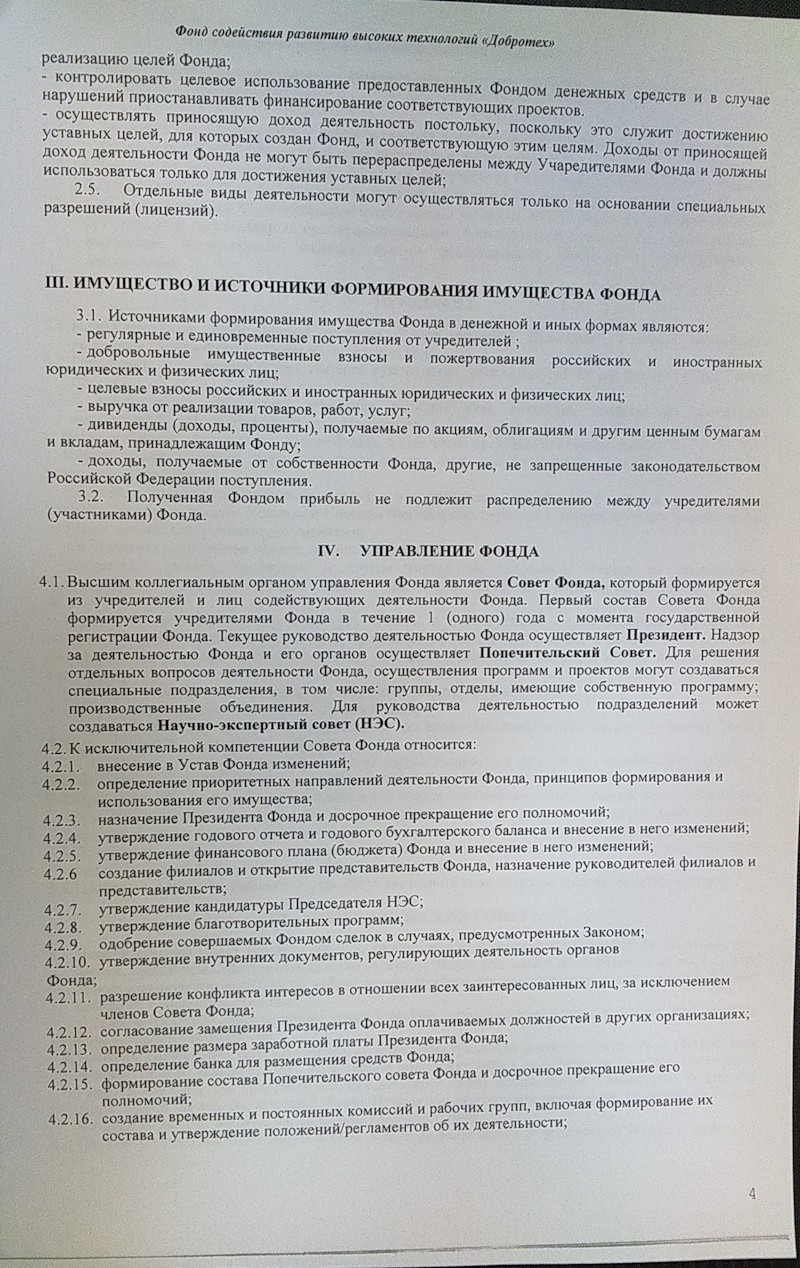 Фонд содействия развитию высоких технологий «Добротех»
реализацию целей Фонда;
- контролировать целевое использование предоставленных Фондом денежных средств и в случае
нарушений приостанавливать финансирование соответствующих проектов.
- осуществлять приносящую доход деятельность постольку, поскольку это служит достижению
уставных целей, для которых создан Фонд, и соответствующую этим целям. Доходы от приносящей
доход деятельности Фонда не могут быть перераспределены между Учаредителями Фонда и должны
использоваться только для достижения уставных целей;
2.5. Отдельные виды деятельности могут осуществляться только на основании специальных
разрешений (лицензий).
III. ИМУЩЕСТВО И ИСТОЧНИКИ ФОРМИРОВАНИЯ ИМУЩЕСТВА ФОНДА
3.1. Источниками формирования имущества Фонда в денежной и иных формах являются:
- регулярные и единовременные поступления от учредителей ;
- добровольные имущественные взносы и пожертвования российских и иностранных
юридических и физических лиц;
- целевые взносы российских и иностранных юридических и физических лиц;
- выручка от реализации товаров, работ, услуг;
- дивиденды (доходы, проценты), получаемые по акциям, облигациям и другим ценным бумагам
и вкладам, принадлежащим Фонду;
- доходы, получаемые от собственности Фонда, другие, не запрещенные законодательством
Российской Федерации поступления.
3.2. Полученная Фондом прибыль не подлежит распределению между учредителями
(участниками) Фонда.
IV. УПРАВЛЕНИЕ ФОНДА
4.1. Высшим коллегиальным органом управления Фонда является Совет Фонда, который формируется
из учредителей и лиц содействующих деятельности Фонда. Первый состав Совета Фонда
формируется учредителями Фонда в течение 1 (одного) года с момента государственной
регистрации Фонда. Текущее руководство деятельностью Фонда осуществляет Президент. Надзор
за деятельностью Фонда и его органов осуществляет Попечительский Совет. Для решения
отдельных вопросов деятельности Фонда, осуществления программ и проектов могут создаваться
специальные подразделения, в том числе: группы, отделы, имеющие собственную программу;
производственные объединения. Для руководства деятельностью подразделений может
создаваться Научно-экспертный совет (НЭС).
4.2. К исключительной компетенции Совета Фонда относится:
4.2.1. внесение в Устав Фонда изменений;
4.2.2. определение приоритетных направлений деятельности Фонда, принципов формирования и
использования его имущества;
4.2.3. назначение Президента Фонда и досрочное прекращение его полномочий;
4.2.4. утверждение годового отчета и годового бухгалтерского баланса и внесение в него изменений;
4.2.5. утверждение финансового плана (бюджета) Фонда и внесение в него изменений;
4.2.6 создание филиалов и открытие представительств Фонда, назначение руководителей филиалов и
представительств;
4.2.7. утверждение кандидатуры Председателя НЭС;
4.2.8. утверждение благотворительных программ;
4.2.9. одобрение совершаемых Фондом сделок в случаях, предусмотренных Законом;
4.2.10. утверждение внутренних документов, регулирующих деятельность органов
Фонда;
4.2.11. разрешение конфликта интересов в отношении всех заинтересованных лиц, за исключением
членов Совета Фонда;
4.2.12. согласование замещения Президента Фонда оплачиваемых должностей в других организациях;
4.2.13. определение размера заработной платы Президента Фонда;
4.2.14. определение банка для размещения средств Фонда;
4.2.15. формирование состава Попечительского совета Фонда и досрочное прекращение его
полномочий;
4.2.16. создание временных и постоянных комиссий и рабочих групп, включая формирование их
состава и утверждение положений/регламентов об их деятельности;
4